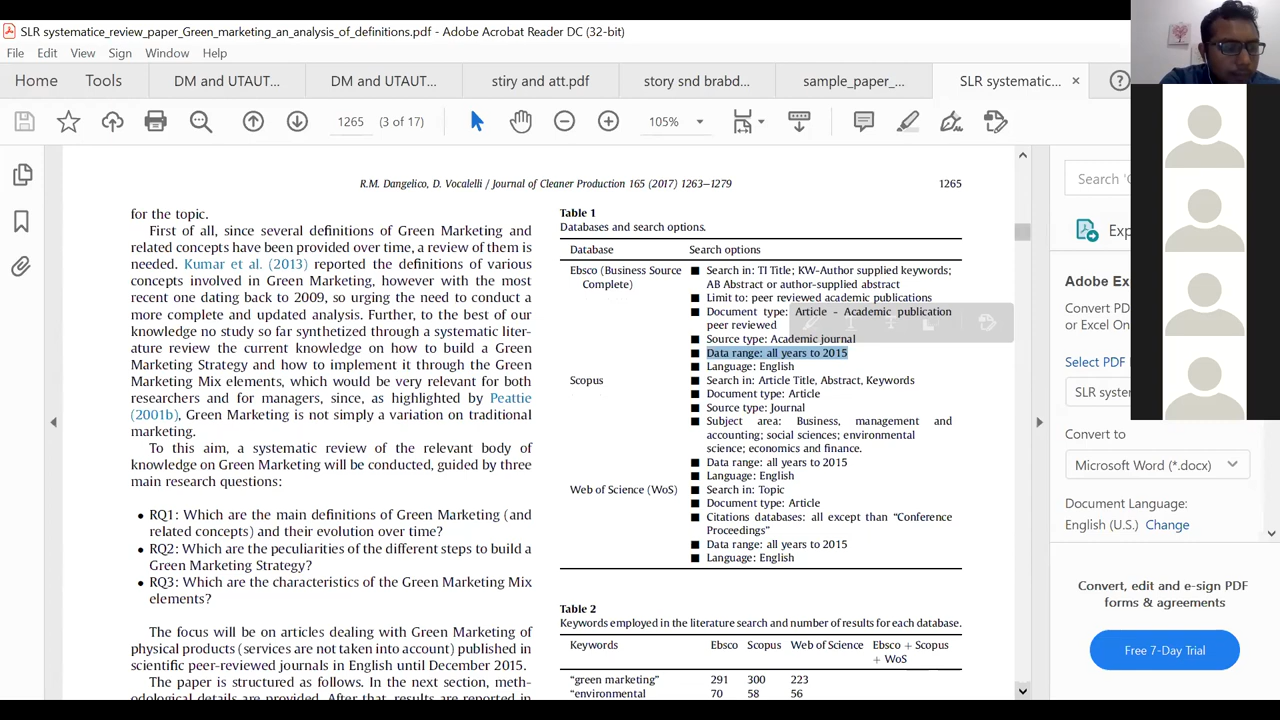 SLR systematice_review_paper_Green_marketing_an_analysis_of_definitions.pdf - Adobe Acrobat Reader DC (32-bit)
File Edit View Sign Window Help
Home Tools DM and UTAUT... DM and UTAUT... stiry and att.pdf story snd brabd... sample_paper_... SLR systematic... ×
1265 (3 of 17) 105%
R.M. Dangelico, D. Vocalelli / Journal of Cleaner Production 165 (2017) 1263–1279 1265
for the topic.
First of all, since several definitions of Green Marketing and
related concepts have been provided over time, a review of them is
needed. Kumar et al. (2013) reported the definitions of various
concepts involved in Green Marketing, however with the most
recent one dating back to 2009, so urging the need to conduct a
more complete and updated analysis. Further, to the best of our
knowledge no study so far synthetized through a systematic liter-
ature review the current knowledge on how to build a Green
Marketing Strategy and how to implement it through the Green
Marketing Mix elements, which would be very relevant for both
researchers and for managers, since, as highlighted by Peattie
(2001b), Green Marketing is not simply a variation on traditional
marketing.
To this aim, a systematic review of the relevant body of
knowledge on Green Marketing will be conducted, guided by three
main research questions:
• RQ1: Which are the main definitions of Green Marketing (and
related concepts) and their evolution over time?
• RQ2: Which are the peculiarities of the different steps to build a
Green Marketing Strategy?
• RQ3: Which are the characteristics of the Green Marketing Mix
elements?
The focus will be on articles dealing with Green Marketing of
physical products (services are not taken into account) published in
scientific peer-reviewed journals in English until December 2015.
The paper is structured as follows. In the next section, meth-
odological details are provided. After that, results are reported in
Table 1
Databases and search options.
Database Search options
Ebsco (Business Source ■ Search in: TI Title; KW-Author supplied keywords;
Complete) AB Abstract or author-supplied abstract
■ Limit to: peer reviewed academic publications
■ Document type: Article - Academic publication
peer reviewed
■ Source type: Academic journal
■ Data range: all years to 2015
■ Language: English
Scopus ■ Search in: Article Title, Abstract, Keywords
■ Document type: Article
■ Source type: Journal
■ Subject area: Business, management and
accounting; social sciences; environmental
science; economics and finance.
■ Data range: all years to 2015
■ Language: English
Web of Science (WoS) ■ Search in: Topic
■ Document type: Article
■ Citations databases: all except than “Conference
Proceedings”
■ Data range: all years to 2015
■ Language: English
Table 2
Keywords employed in the literature search and number of results for each database.
Keywords Ebsco Scopus Web of Science Ebsco + Scopus
+ WoS
“green marketing” 291 300 223
“environmental 70 58 56
Search '
Exp
Adobe Ex
Convert P
or Excel On
Select PDF
SLR syste
Convert to
Microsoft Word (*.docx)
Document Language:
English (U.S.) Change
Convert, edit and e-sign PDF
forms & agreements
Free 7-Day Trial